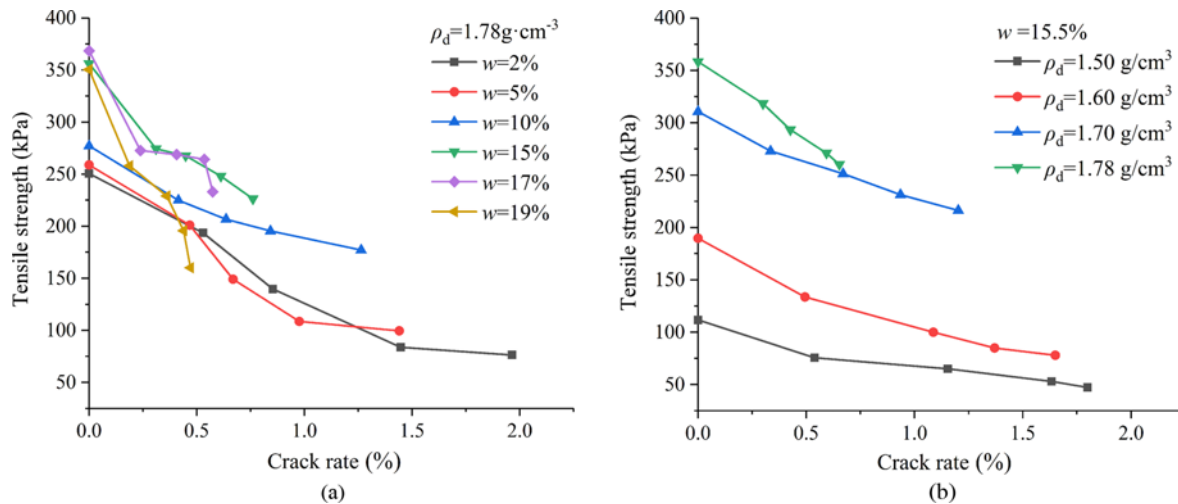 (a)
ρd=1.78g·cm-3
w=2%
w=5%
w=10%
w=15%
w=17%
w=19%
400
350
300
250
200
150
100
50
Tensile strength (kPa)
0.0 0.5 1.0 1.5 2.0
Crack rate (%)
(a)
(b)
w =15.5%
ρd=1.50 g/cm3
ρd=1.60 g/cm3
ρd=1.70 g/cm3
ρd=1.78 g/cm3
400
350
300
250
200
150
100
50
Tensile strength (kPa)
0.0 0.5 1.0 1.5 2.0
Crack rate (%)
(b)